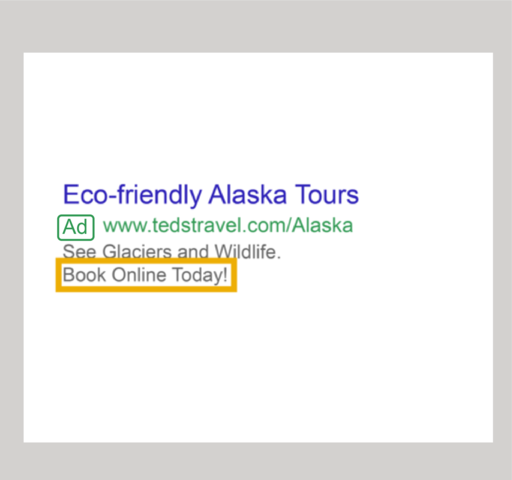 Eco-friendly Alaska Tours
Ad www.tedstravel.com/Alaska
See Glaciers and Wildlife.
Book Online Today!